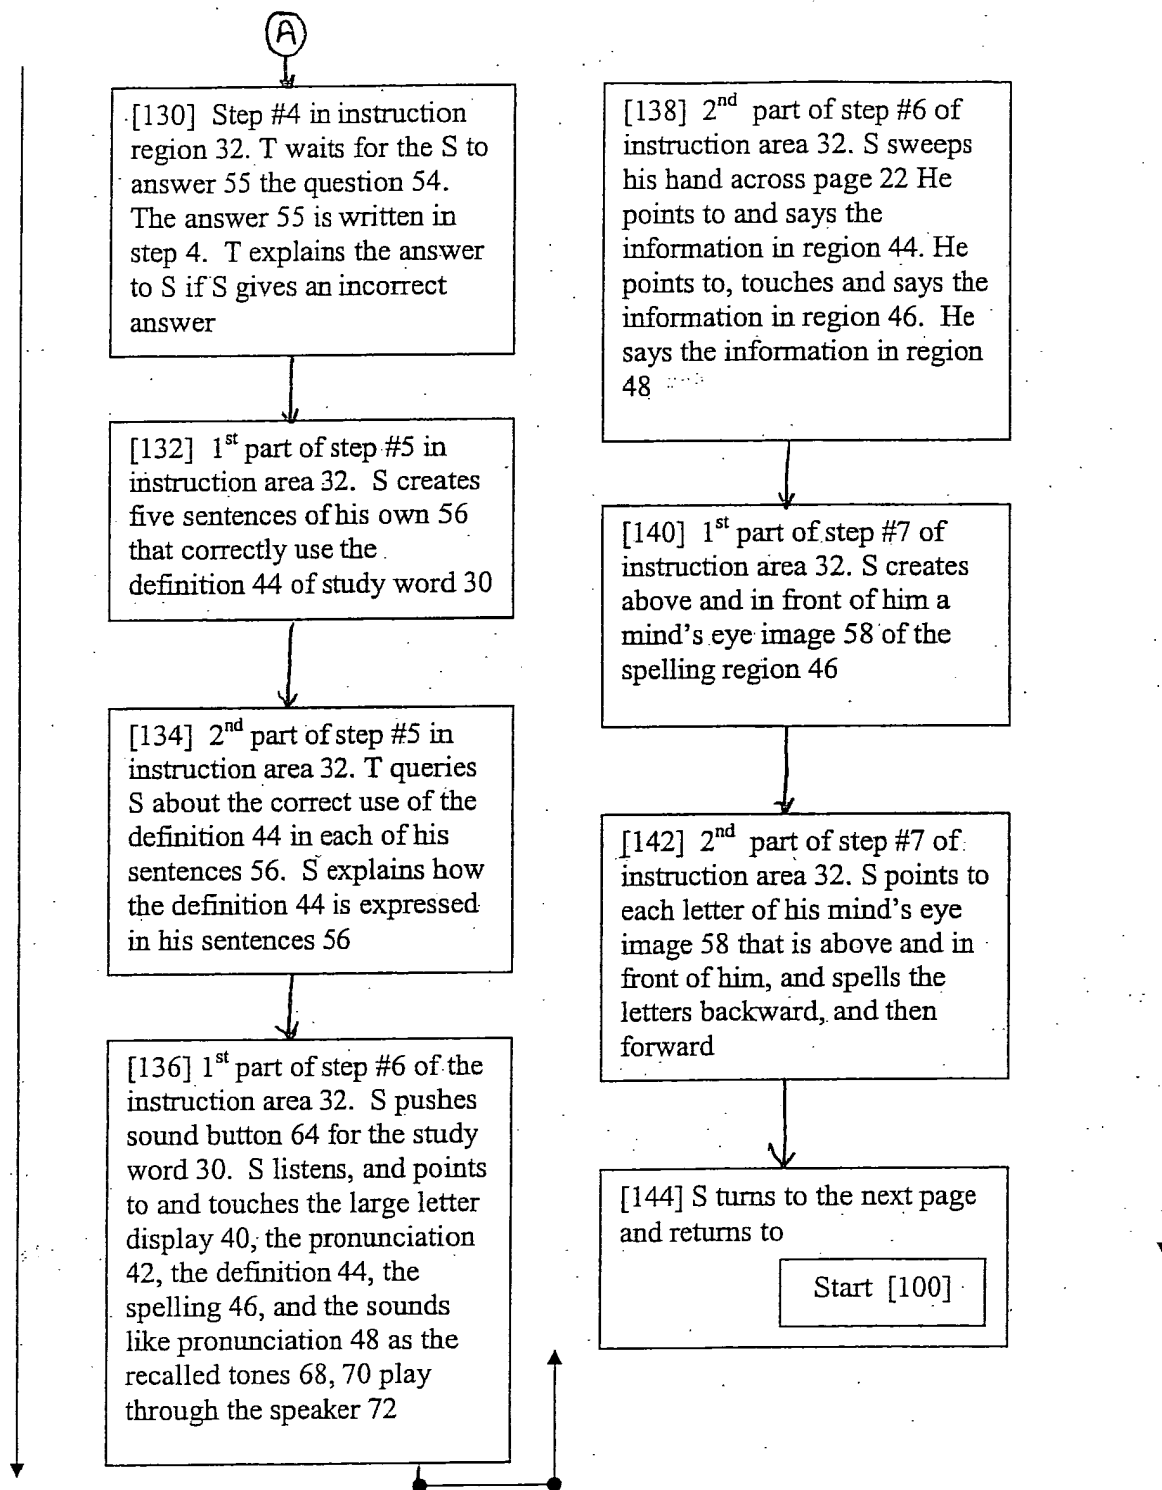 A
[130] Step #4 in instruction
region 32. T waits for the S to
answer 55 the question 54.
The answer 55 is written in
step 4. T explains the answer
to S if S gives an incorrect
answer
[132] 1st part of step #5 in
instruction area 32. S creates
five sentences of his own 56
that correctly use the
definition 44 of study word 30
[134] 2nd part of step #5 in
instruction area 32. T queries
S about the correct use of the
definition 44 in each of his
sentences 56. S explains how
the definition 44 is expressed
in his sentences 56
[136] 1st part of step #6 of the
instruction area 32. S pushes
sound button 64 for the study
word 30. S listens, and points
to and touches the large letter
display 40, the pronunciation
42, the definition 44, the
spelling 46, and the sounds
like pronunciation 48 as the
recalled tones 68, 70 play
through the speaker 72
[138] 2nd part of step #6 of
instruction area 32. S sweeps
his hand across page 22 He
points to and says the
information in region 44. He
points to, touches and says the
information in region 46. He
says the information in region
48
[140] 1st part of step #7 of
instruction area 32. S creates
above and in front of him a
mind's eye image 58 of the
spelling region 46
[142] 2nd part of step #7 of
instruction area 32. S points to
each letter of his mind's eye
image 58 that is above and in
front of him, and spells the
letters backward, and then
forward
[144] S turns to the next page
and returns to
Start [100]